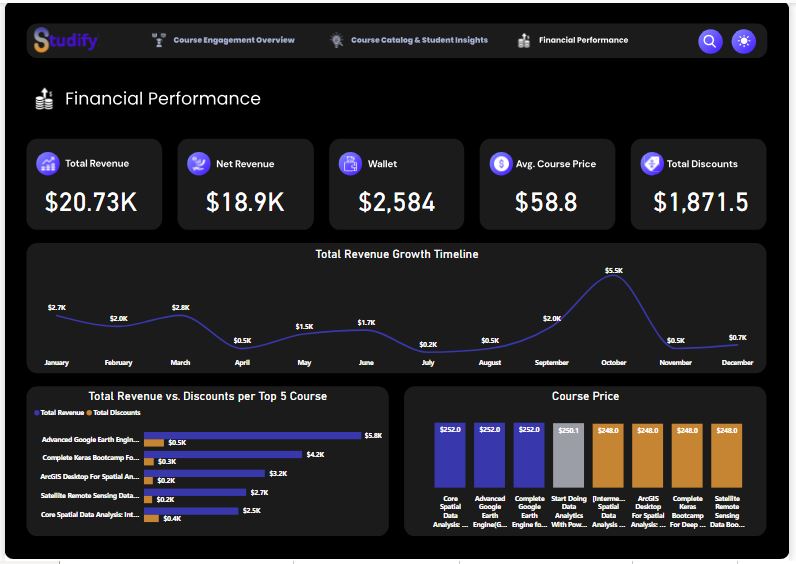 Studify
Course Engagement Overview
Course Catalog & Student Insights
Financial Performance
Financial Performance
Total Revenue
$20.73K
Net Revenue
$18.9K
Wallet
$2,584
Avg. Course Price
$58.8
Total Discounts
$1,871.5
Total Revenue Growth Timeline
$2.7K
$2.0K
$2.8K
$0.5K
$1.5K
$1.7K
$0.2K
$0.5K
$2.0K
$5.5K
$0.5K
$0.7K
January
February
March
April
May
June
July
August
September
October
November
December
Total Revenue vs. Discounts per Top 5 Course
Total Revenue
Total Discounts
Advanced Google Earth Engin...
$5.8K
$0.5K
Complete Keras Bootcamp Fo...
$4.2K
$0.3K
ArcGIS Desktop For Spatial An...
$3.2K
$0.2K
Satellite Remote Sensing Data...
$2.7K
$0.2K
Core Spatial Data Analysis: Int...
$2.5K
$0.4K
Course Price
$252.0
$252.0
$252.0
$250.1
$248.0
$248.0
$248.0
$248.0
Core
Spatial
Data
Analysis: ...
Advanced
Google
Earth
Engine(G...
Complete
Google
Earth
Engine fo...
Start Doing
Data
Analytics
With Pow...
[Interme...
Spatial
Data
Analysis ...
ArcGIS
Desktop
For Spatial
Analysis: ...
Complete
Keras
Bootcamp
For Deep ...
Satellite
Remote
Sensing
Data Boo...